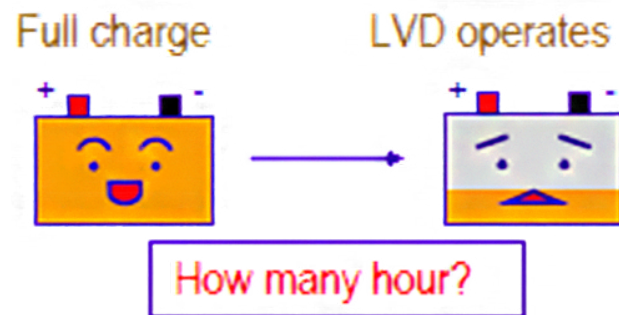 Full charge
LVD operates
+ -
+ -
How many hour?